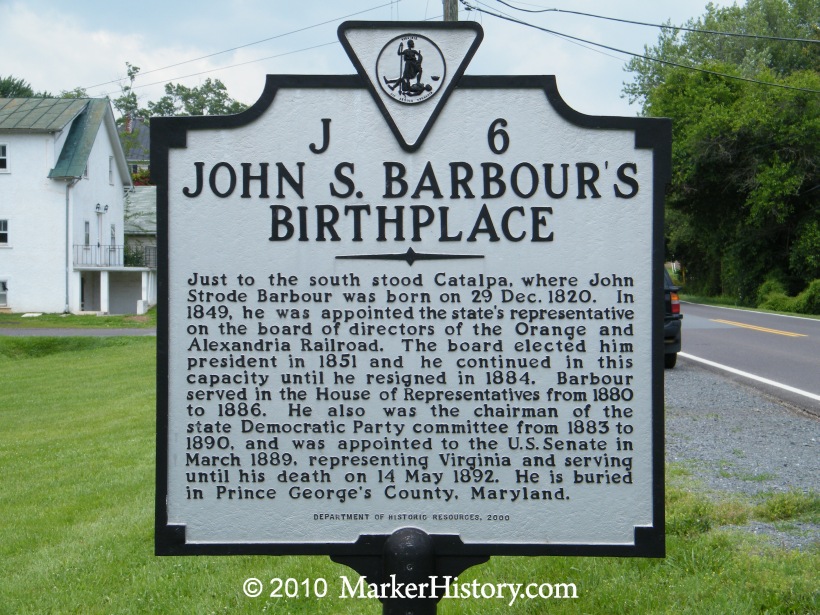 J 6
JOHN S. BARBOUR'S
BIRTHPLACE
Just to the south stood Catalpa, where John
Strode Barbour was born on 29 Dec. 1820. In
1849, he was appointed the state's representative
on the board of directors of the Orange and
Alexandria Railroad. The board elected him
president in 1851 and he continued in this
capacity until he resigned in 1884. Barbour
served in the House of Representatives from 1880
to 1886. He also was the chairman of the
state Democratic Party committee from 1883 to
1890, and was appointed to the U.S. Senate in
March 1889, representing Virginia and serving
until his death on 14 May 1892. He is buried
in Prince George's County, Maryland.
DEPARTMENT OF HISTORIC RESOURCES, 2000
© 2010 MarkerHistory.com